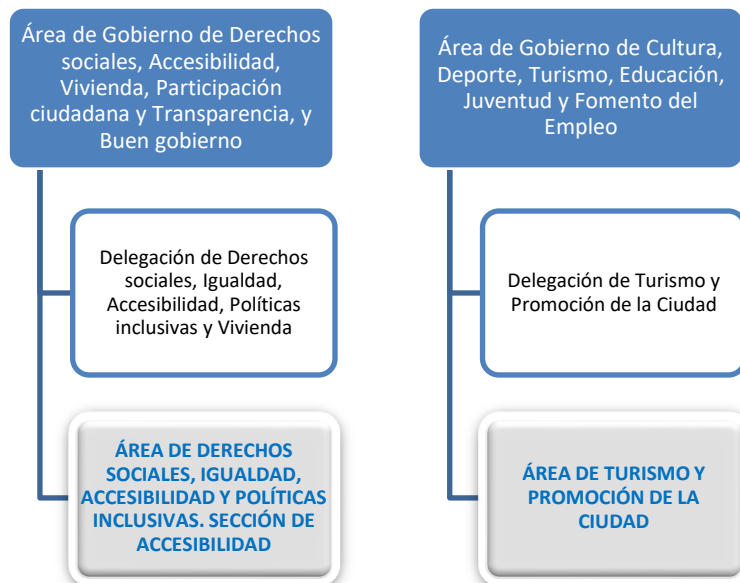 Área de Gobierno de Derechos
sociales, Accesibilidad,
Vivienda, Participación
ciudadana y Transparencia, y
Buen gobierno
Delegación de Derechos
sociales, Igualdad,
Accesibilidad, Políticas
inclusivas y Vivienda
ÁREA DE DERECHOS
SOCIALES, IGUALDAD,
ACCESIBILIDAD Y POLÍTICAS
INCLUSIVAS. SECCIÓN DE
ACCESIBILIDAD
Área de Gobierno de Cultura,
Deporte, Turismo, Educación,
Juventud y Fomento del
Empleo
Delegación de Turismo y
Promoción de la Ciudad
ÁREA DE TURISMO Y
PROMOCIÓN DE LA
CIUDAD